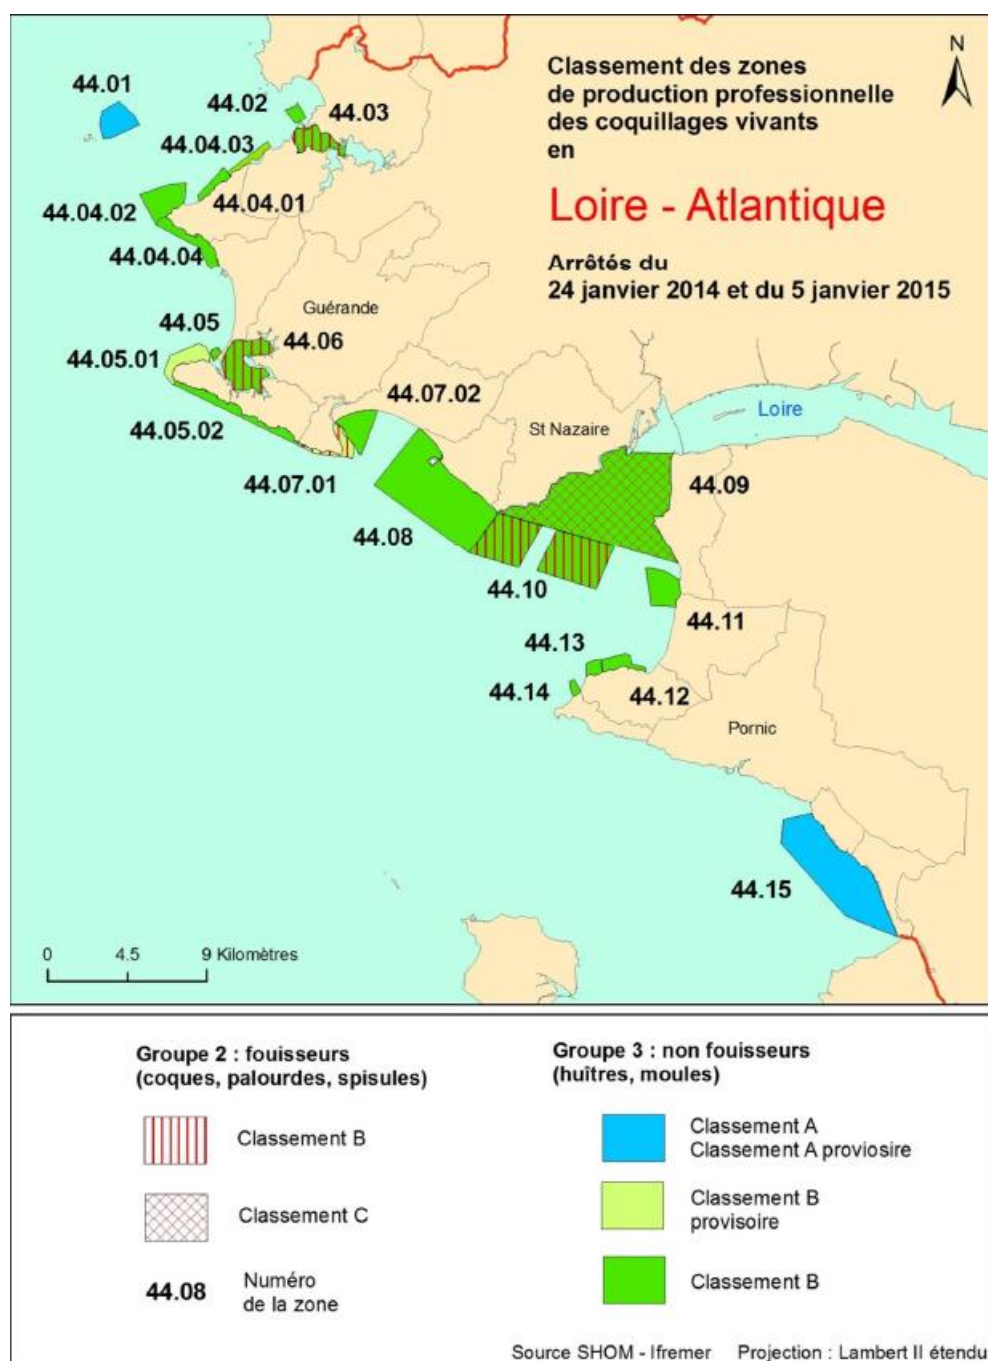 N
Classement des zones
de production professionnelle
des coquillages vivants
en
Loire - Atlantique
Arrêtés du
24 janvier 2014 et du 5 janvier 2015
44.01
44.02
44.03
44.04.03
44.04.01
44.04.02
44.04.04
Guérande
44.05
44.06
44.05.01
44.07.02
44.05.02
St Nazaire
Loire
44.07.01
44.09
44.08
44.10
44.11
44.13
44.14
44.12
Pornic
44.15
0 4.5 9 Kilomètres
Groupe 2 : fouisseurs
(coques, palourdes, spisules)
Classement B
Classement C
44.08 Numéro
de la zone
Groupe 3 : non fouisseurs
(huîtres, moules)
Classement A
Classement A proviosire
Classement B
provisoire
Classement B
Source SHOM - Ifremer Projection : Lambert II étendu